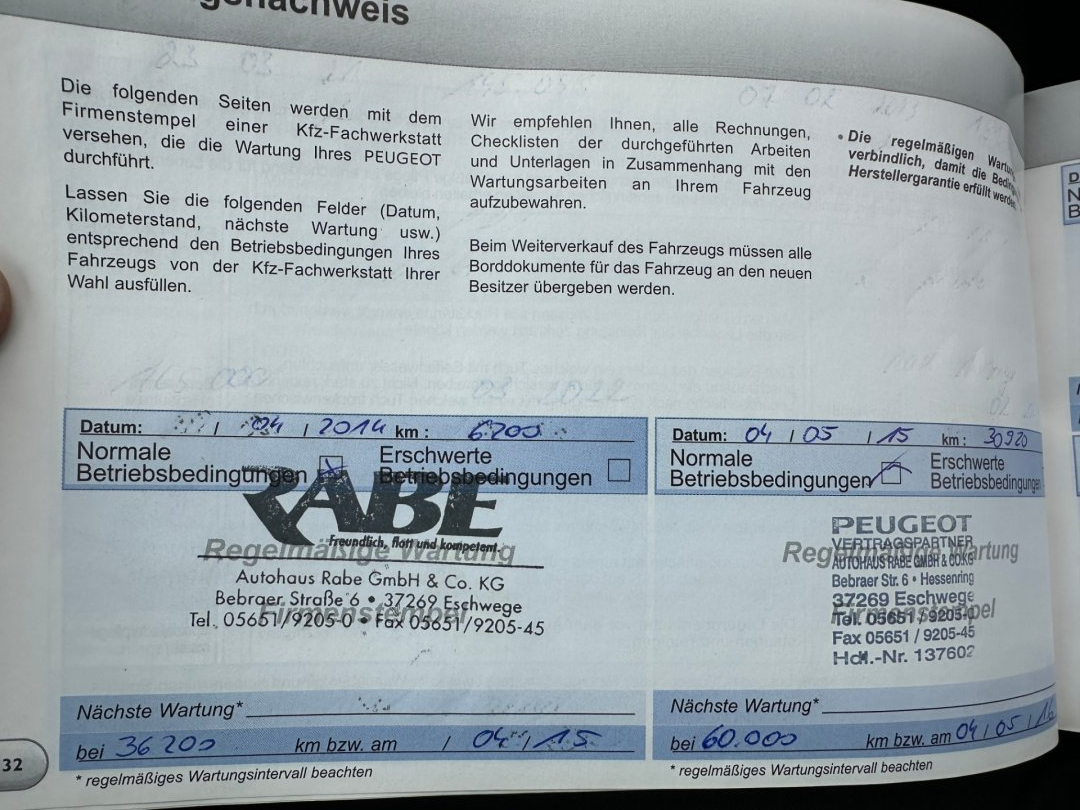 Die folgenden Seiten werden mit dem
Firmenstempel einer Kfz-Fachwerkstatt
versehen, die die Wartung Ihres PEUGEOT
durchführt.
Lassen Sie die folgenden Felder (Datum,
Kilometerstand, nächste Wartung usw.)
entsprechend den Betriebsbedingungen Ihres
Fahrzeugs von der Kfz-Fachwerkstatt Ihrer
Wahl ausfüllen.
Wir empfehlen Ihnen, alle Rechnungen,
Checklisten der durchgeführten Arbeiten
und Unterlagen in Zusammenhang mit den
Wartungsarbeiten an Ihrem Fahrzeug
aufzubewahren.
Beim Weiterverkauf des Fahrzeugs müssen alle
Borddokumente für das Fahrzeug an den neuen
Besitzer übergeben werden.
• Die regelmäßigen
verbindlich, damit die
Herstellergarantie erfüllt
Datum: / 04 / 2014 km : 6200
Normale
Betriebsbedingungen
Erschwerte
Betriebsbedingungen
RABE
Freundlich, flott und kompetent.
Regelmäßige Wartung
Autohaus Rabe GmbH & Co. KG
Bebraer Straße 6 • 37269 Eschwege
Firmenstempel
Tel. 05651/9205-0 • Fax 05651/9205-45
Nächste Wartung*
bei 36200 km bzw. am / 04 / 15
* regelmäßiges Wartungsintervall beachten
Datum: 04 / 05 / 15 km : 30920
Normale
Betriebsbedingungen
Erschwerte
Betriebsbedingungen
PEUGEOT
VERTRAGSPARTNER
Regelmäßige Wartung
AUTOHAUS RABE GMBH & CO.KG
Bebraer Str. 6 • Hessenring
37269 Eschwege
Firmenstempel
Tel. 05651 / 9205-0
Fax 05651 / 9205-45
Hdl.-Nr. 137602
Nächste Wartung*
bei 60.000 km bzw. am 04 / 05 / 16
* regelmäßiges Wartungsintervall beachten
32